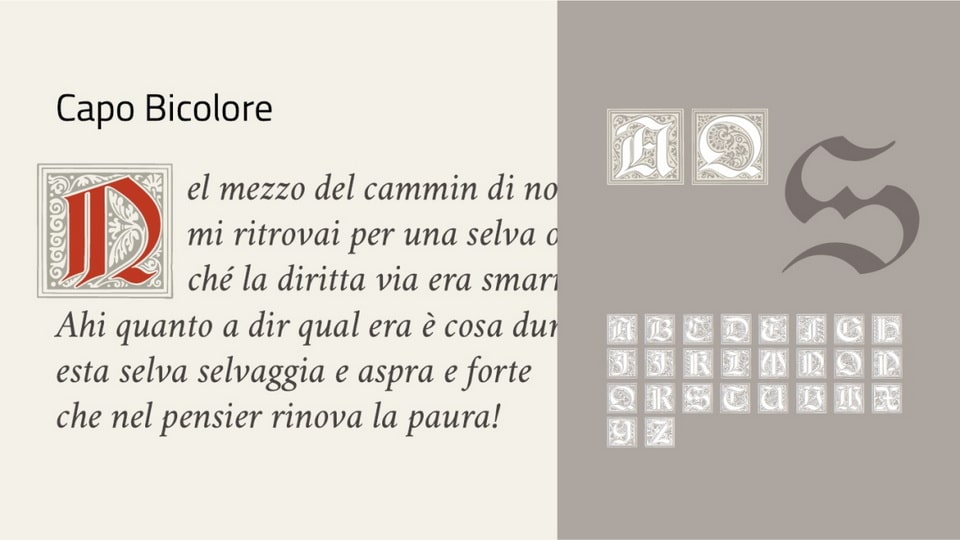 Capo Bicolore
Nel mezzo del cammin di no
mi ritrovai per una selva o
ché la diritta via era smarr
Ahi quanto a dir qual era è cosa dur
esta selva selvaggia e aspra e forte
che nel pensier rinova la paura!
A Q
S
A B C D E F G H
I J K L M N O P
Q R S T U V W X
Y Z